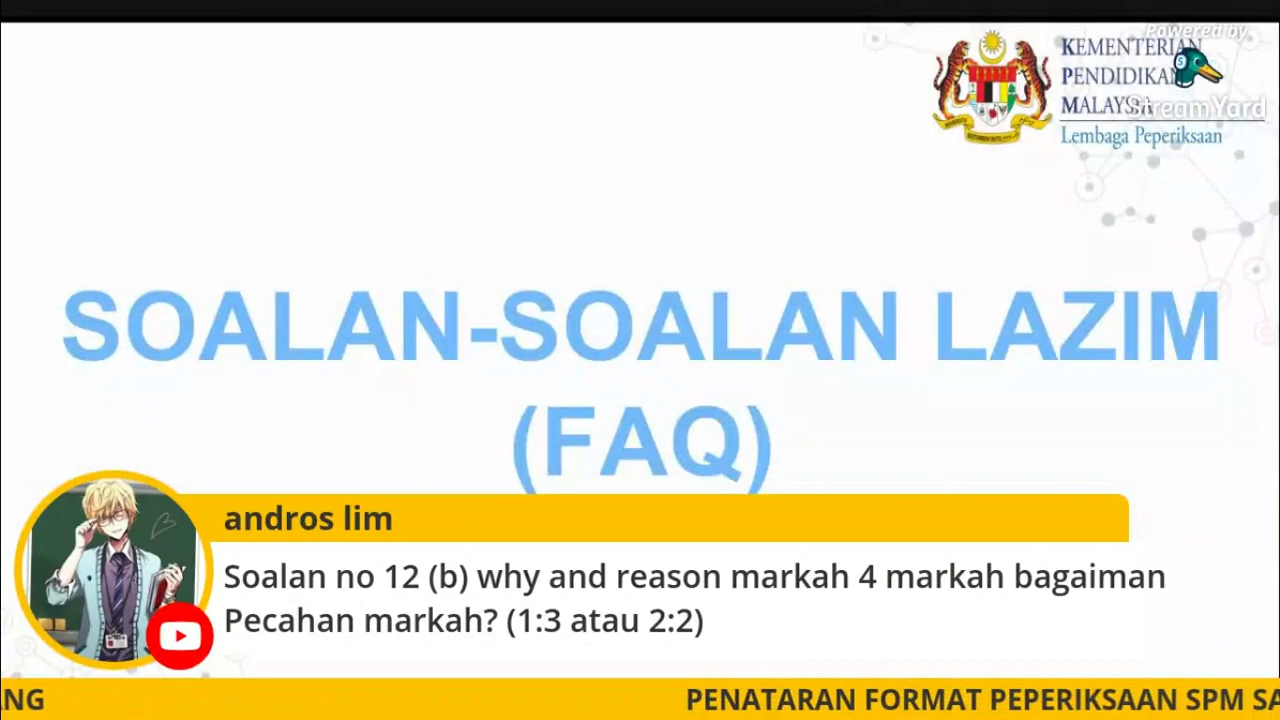 Powered by
KEMENTERIAN
PENDIDIKAN
MALAYSIA
StreamYard
Lembaga Peperiksaan
SOALAN-SOALAN LAZIM
(FAQ)
andros lim
Soalan no 12 (b) why and reason markah 4 markah bagaiman
Pecahan markah? (1:3 atau 2:2)
ANG PENATARAN FORMAT PEPERIKSAAN SPM SA